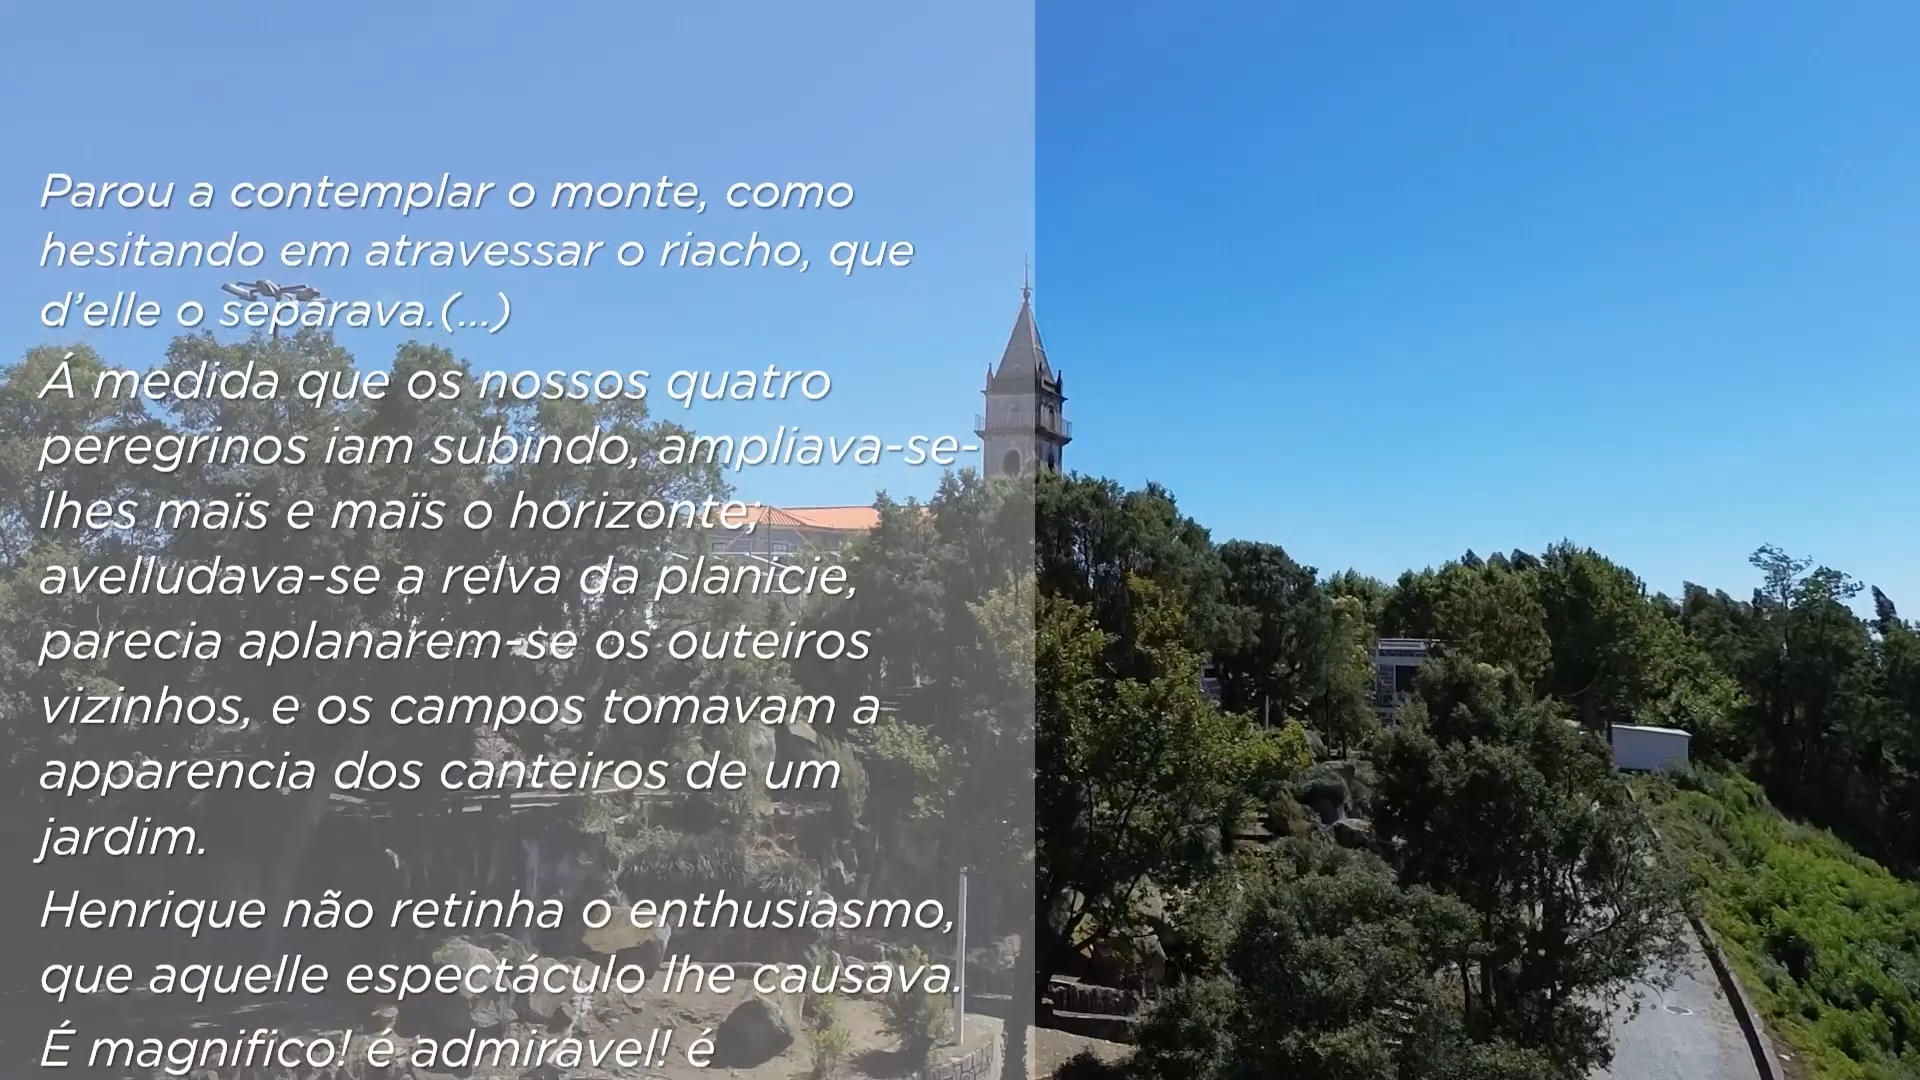 Parou a contemplar o monte, como
hesitando em atravessar o riacho, que
d’elle o separava.(...)
Á medida que os nossos quatro
peregrinos iam subindo, ampliava-se-
lhes maïs e maïs o horizonte;
avelludava-se a relva da planicie,
parecia aplanarem-se os outeiros
vizinhos, e os campos tomavam a
apparencia dos canteiros de um
jardim.
Henrique não retinha o enthusiasmo,
que aquelle espectáculo lhe causava.
É magnifico! é admiravel! é